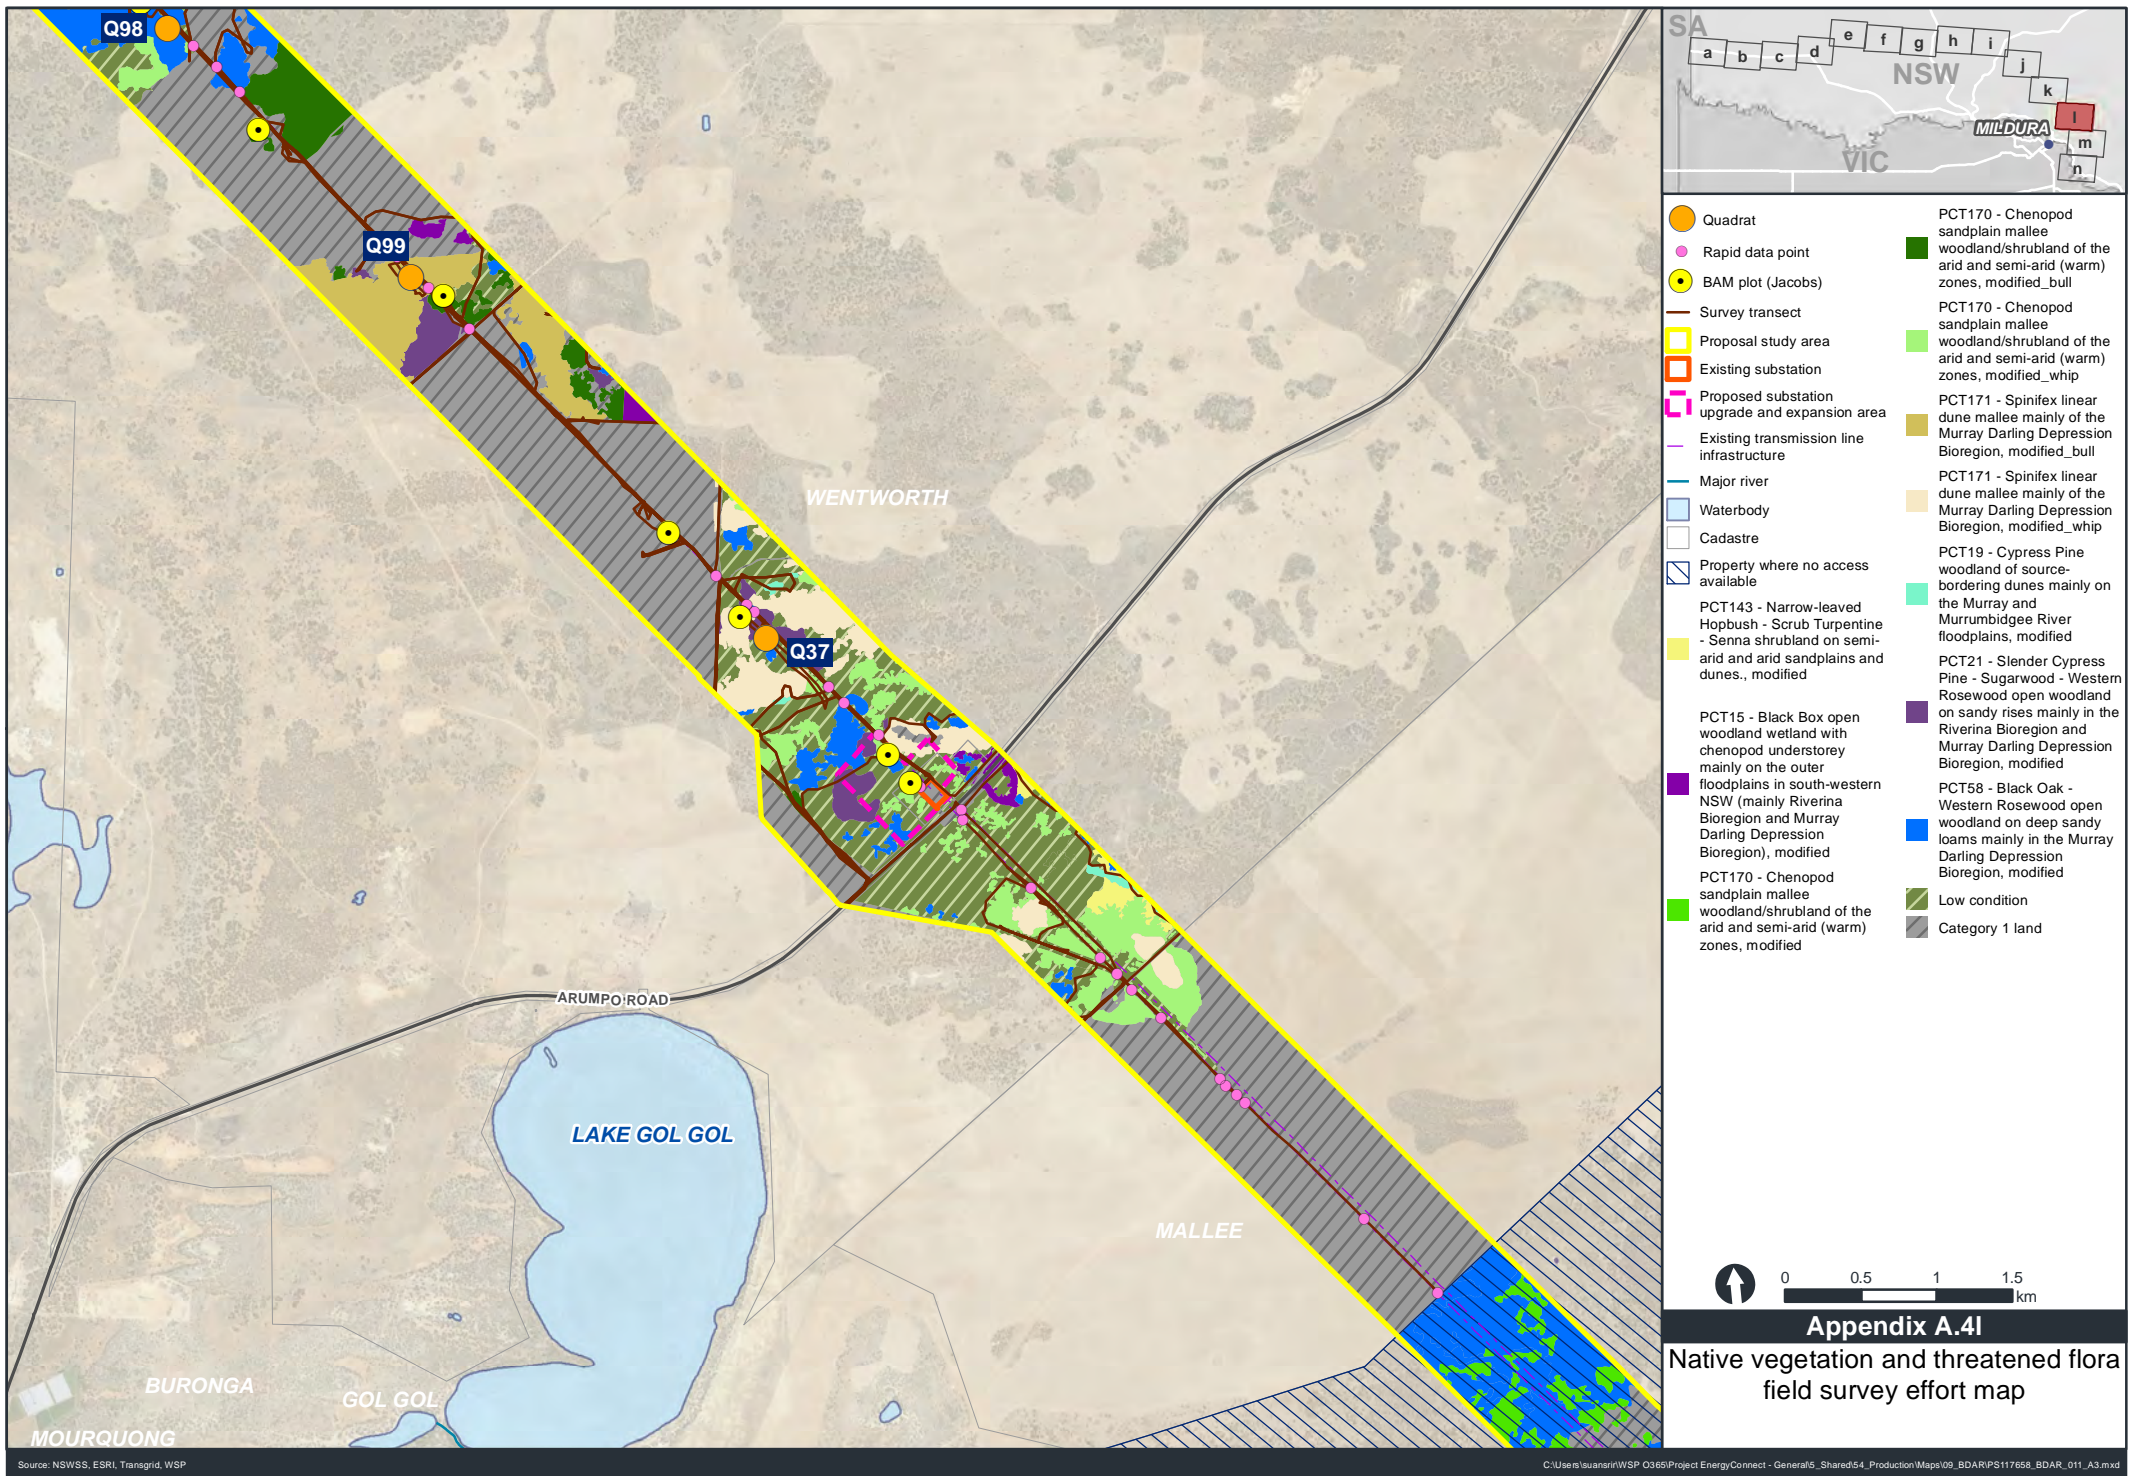 Q98
Q99
WENTWORTH
Q37
ARUMPO ROAD
LAKE GOL GOL
MALLEE
BURONGA
GOL GOL
MOURQUONG
SA
a
b
c
d
e
f
g
h
i
j
k
l
m
n
NSW
MILDURA
VIC
Quadrat
Rapid data point
BAM plot (Jacobs)
Survey transect
Proposal study area
Existing substation
Proposed substation
upgrade and expansion area
Existing transmission line
infrastructure
Major river
Waterbody
Cadastre
Property where no access
available
PCT143 - Narrow-leaved
Hopbush - Scrub Turpentine
- Senna shrubland on semi-
arid and arid sandplains and
dunes., modified
PCT15 - Black Box open
woodland wetland with
chenopod understorey
mainly on the outer
floodplains in south-western
NSW (mainly Riverina
Bioregion and Murray
Darling Depression
Bioregion), modified
PCT170 - Chenopod
sandplain mallee
woodland/shrubland of the
arid and semi-arid (warm)
zones, modified
PCT170 - Chenopod
sandplain mallee
woodland/shrubland of the
arid and semi-arid (warm)
zones, modified_bull
PCT170 - Chenopod
sandplain mallee
woodland/shrubland of the
arid and semi-arid (warm)
zones, modified_whip
PCT171 - Spinifex linear
dune mallee mainly of the
Murray Darling Depression
Bioregion, modified_bull
PCT171 - Spinifex linear
dune mallee mainly of the
Murray Darling Depression
Bioregion, modified_whip
PCT19 - Cypress Pine
woodland of source-
bordering dunes mainly on
the Murray and
Murrumbidgee River
floodplains, modified
PCT21 - Slender Cypress
Pine - Sugarwood - Western
Rosewood open woodland
on sandy rises mainly in the
Riverina Bioregion and
Murray Darling Depression
Bioregion, modified
PCT58 - Black Oak -
Western Rosewood open
woodland on deep sandy
loams mainly in the Murray
Darling Depression
Bioregion, modified
Low condition
Category 1 land
0 0.5 1 1.5
km
Appendix A.4l
Native vegetation and threatened flora
field survey effort map
Source: NSWSS, ESRI, Transgrid, WSP
C:\Users\suansrir\WSP O365\Project EnergyConnect - General\5_Shared\54_Production\Maps\09_BDAR\PS117658_BDAR_011_A3.mxd